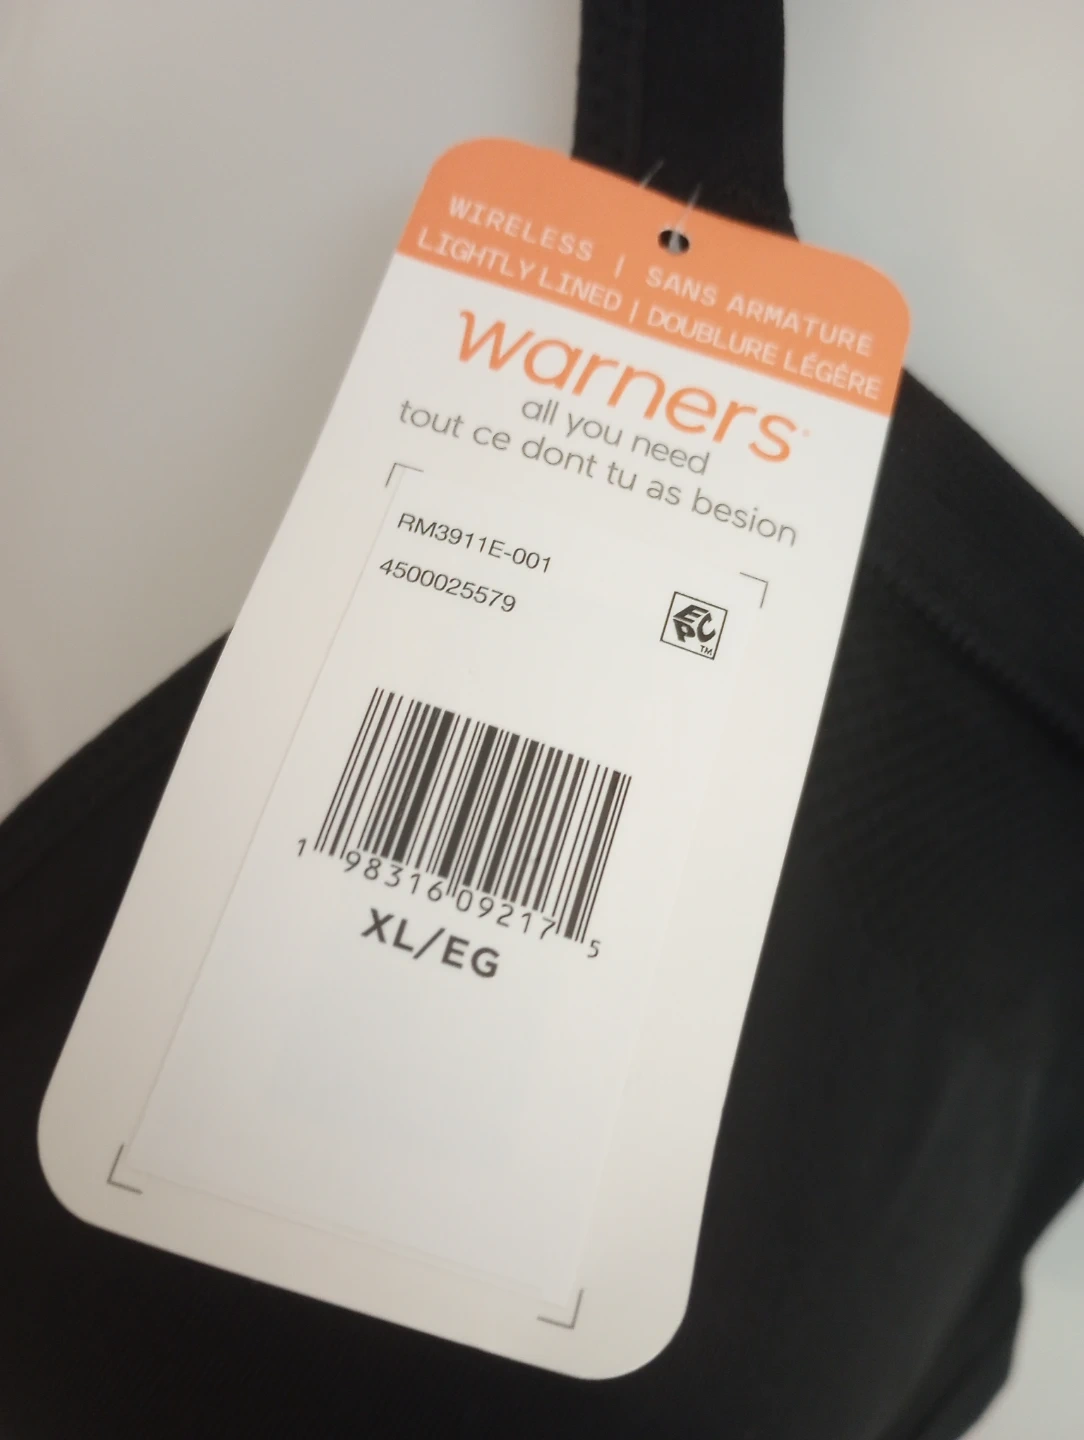 WIRELESS | SANS ARMATURE
LIGHTLY LINED | DOUBLURE LÉGÈRE
warners
all you need
tout ce dont tu as besion
RM3911E-001
4500025579
EPC™
1 98316 09217 5
XL/EG